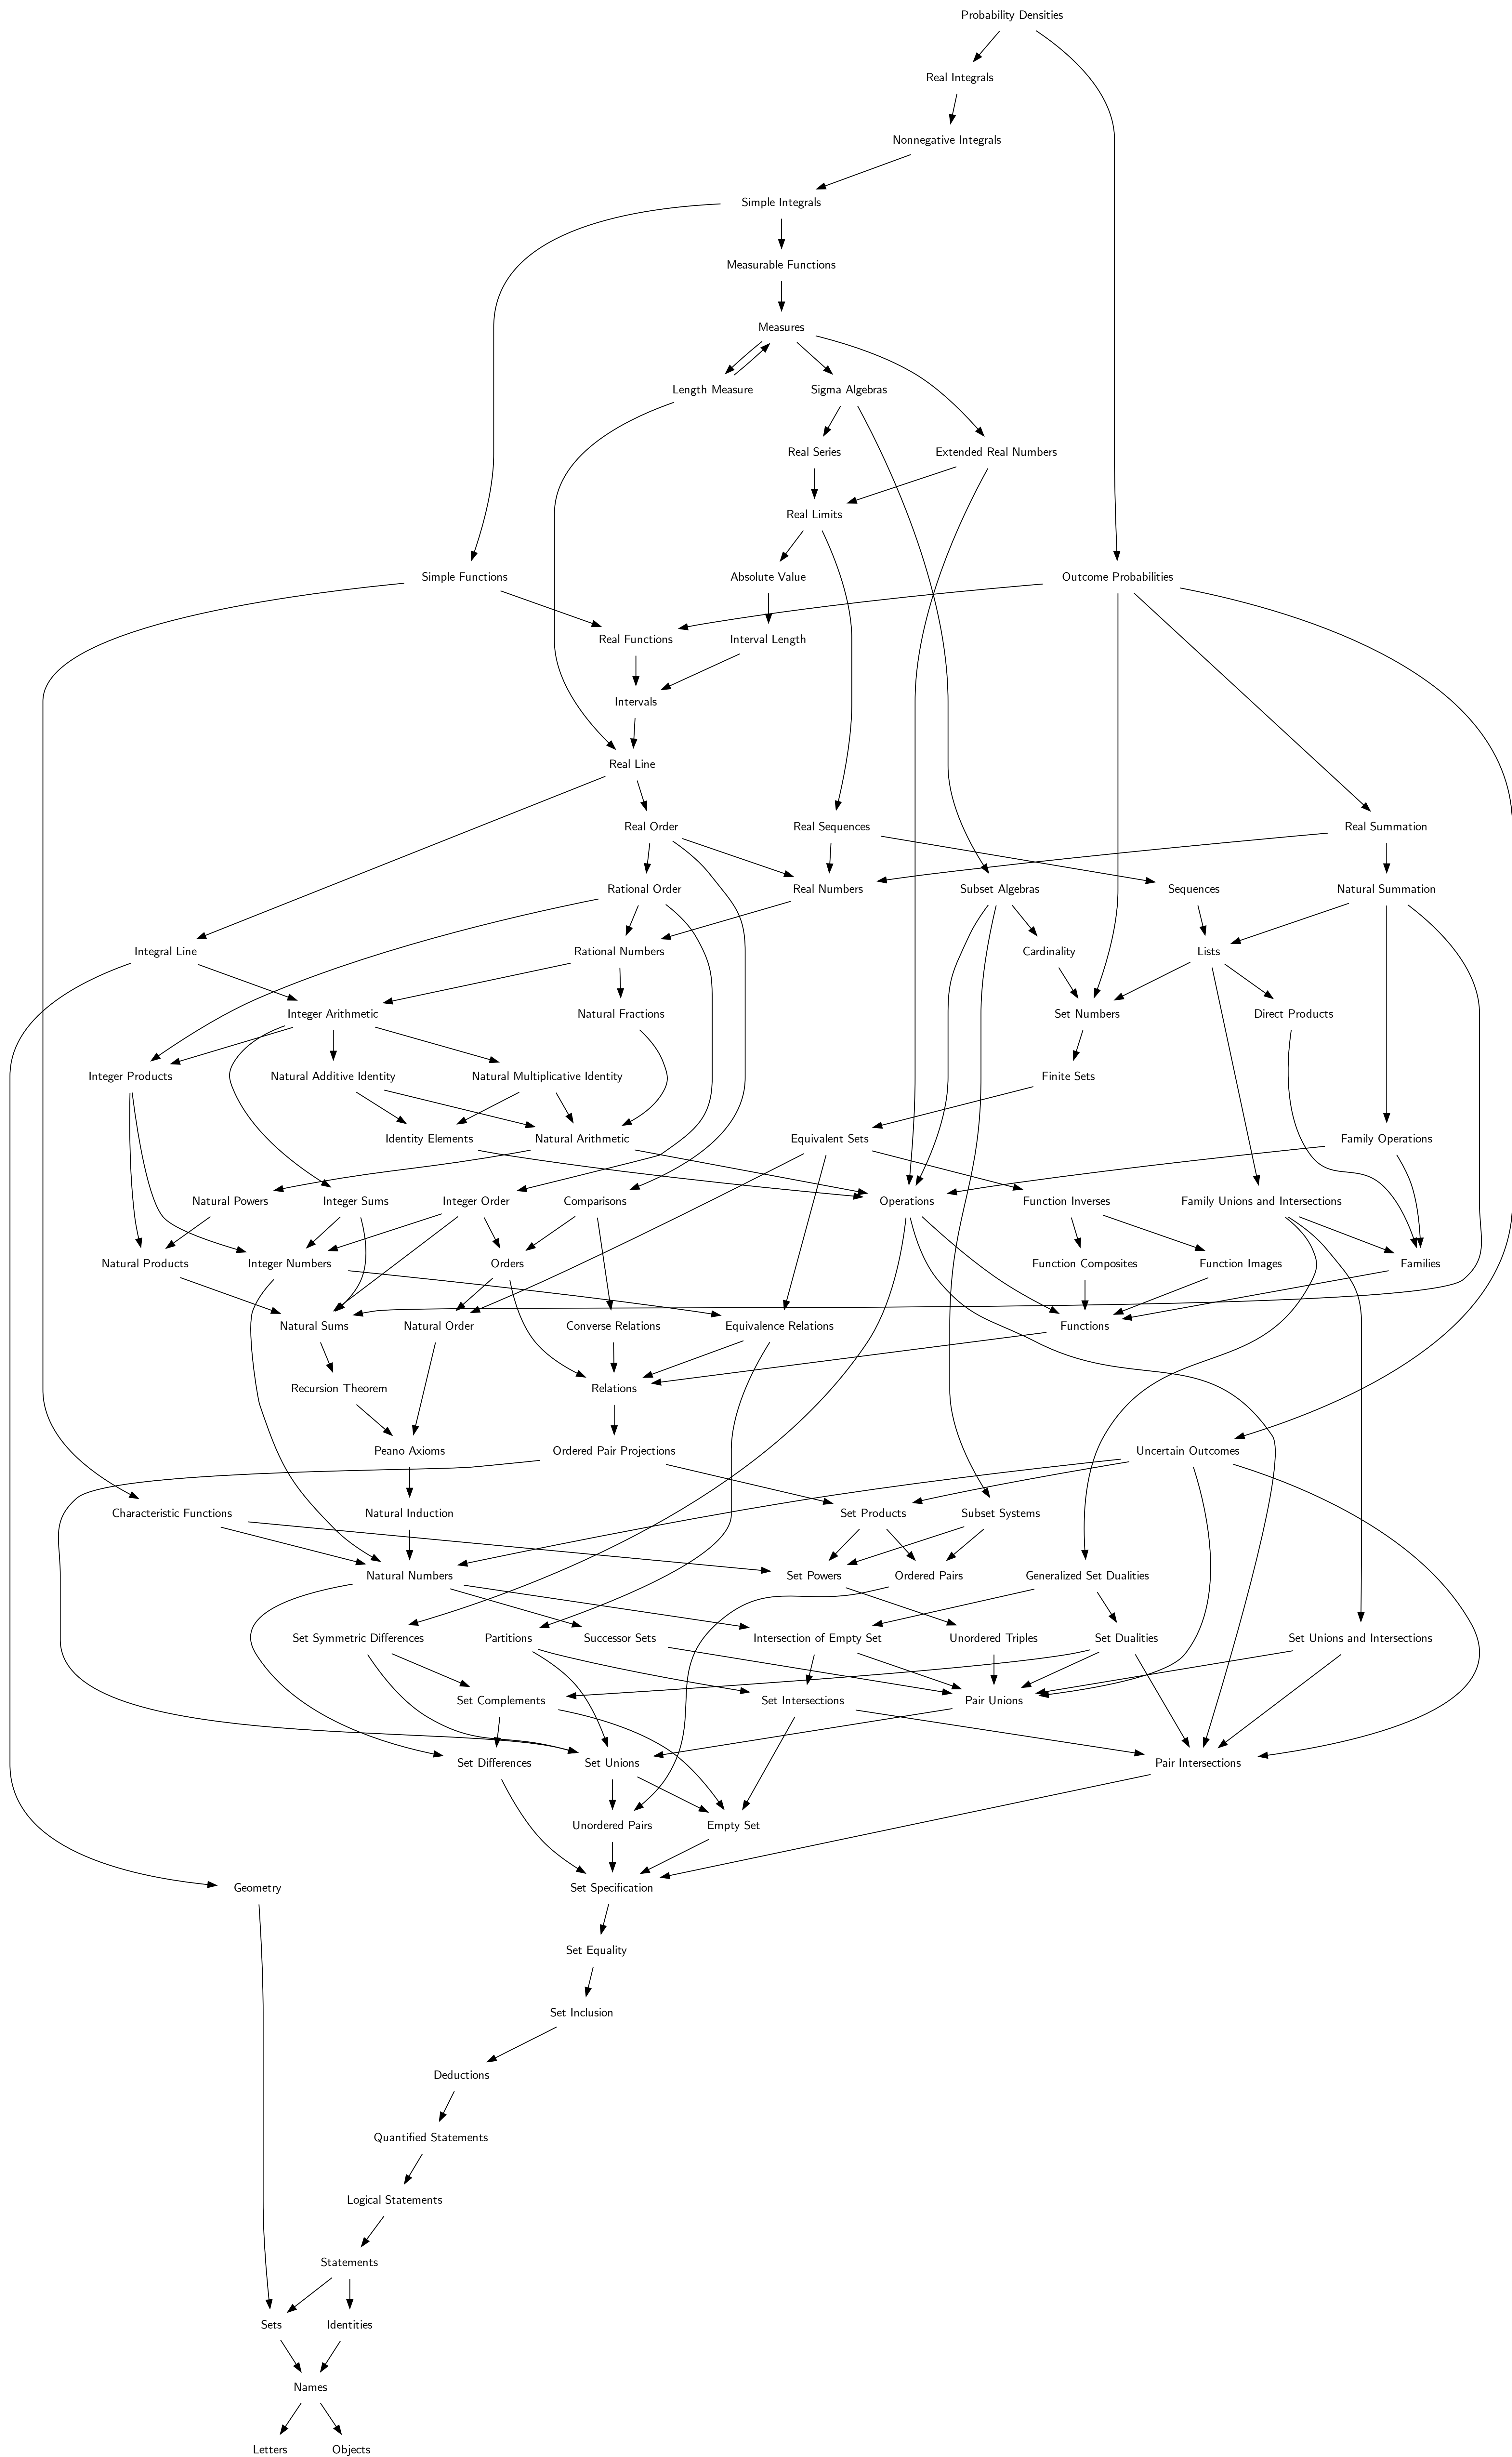 Probability Densities
Real Integrals
Nonnegative Integrals
Simple Integrals
Measurable Functions
Measures
Length Measure
Sigma Algebras
Real Series
Extended Real Numbers
Real Limits
Simple Functions
Absolute Value
Outcome Probabilities
Real Functions
Interval Length
Intervals
Real Line
Real Order
Real Sequences
Real Summation
Rational Order
Real Numbers
Subset Algebras
Sequences
Natural Summation
Integral Line
Rational Numbers
Cardinality
Lists
Integer Arithmetic
Natural Fractions
Set Numbers
Direct Products
Integer Products
Natural Additive Identity
Natural Multiplicative Identity
Finite Sets
Identity Elements
Natural Arithmetic
Equivalent Sets
Family Operations
Natural Powers
Integer Sums
Integer Order
Comparisons
Operations
Function Inverses
Family Unions and Intersections
Natural Products
Integer Numbers
Orders
Function Composites
Function Images
Families
Natural Sums
Natural Order
Converse Relations
Equivalence Relations
Functions
Recursion Theorem
Relations
Peano Axioms
Ordered Pair Projections
Uncertain Outcomes
Characteristic Functions
Natural Induction
Set Products
Subset Systems
Natural Numbers
Set Powers
Ordered Pairs
Generalized Set Dualities
Set Symmetric Differences
Partitions
Successor Sets
Intersection of Empty Set
Unordered Triples
Set Dualities
Set Unions and Intersections
Set Complements
Set Intersections
Pair Unions
Set Differences
Set Unions
Pair Intersections
Unordered Pairs
Empty Set
Geometry
Set Specification
Set Equality
Set Inclusion
Deductions
Quantified Statements
Logical Statements
Statements
Sets
Identities
Names
Letters
Objects